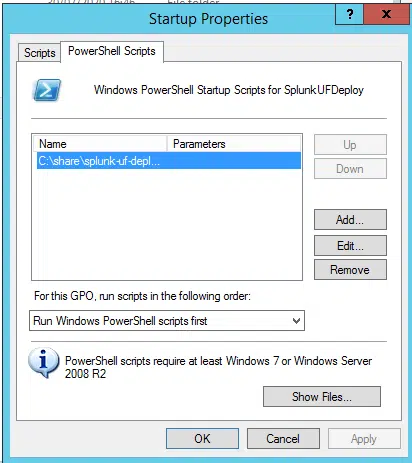 Startup Properties
?
x
Scripts
PowerShell Scripts
Windows PowerShell Startup Scripts for SplunkUFDeploy
Name
Parameters
C:\share\splunk-uf-depl...
Up
Down
Add...
Edit...
Remove
For this GPO, run scripts in the following order:
Run Windows PowerShell scripts first
PowerShell scripts require at least Windows 7 or Windows Server
2008 R2
Show Files...
OK
Cancel
Apply